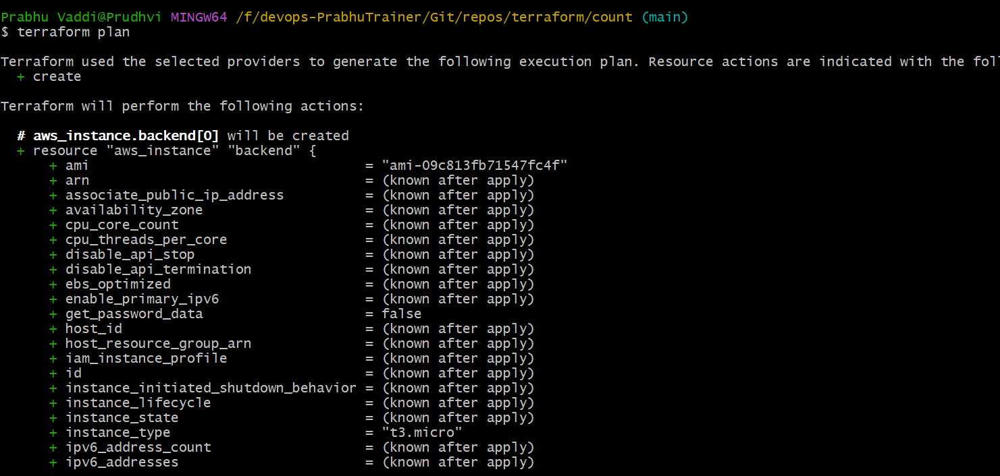 Prabhu Vaddi@Prudhvi MINGW64 /f/devops-PrabhuTrainer/Git/repos/terraform/count (main)
$ terraform plan
Terraform used the selected providers to generate the following execution plan. Resource actions are indicated with the foll
+ create
Terraform will perform the following actions:
# aws_instance.backend[0] will be created
+ resource "aws_instance" "backend" {
+ ami = "ami-09c813fb71547fc4f"
+ arn = (known after apply)
+ associate_public_ip_address = (known after apply)
+ availability_zone = (known after apply)
+ cpu_core_count = (known after apply)
+ cpu_threads_per_core = (known after apply)
+ disable_api_stop = (known after apply)
+ disable_api_termination = (known after apply)
+ ebs_optimized = (known after apply)
+ enable_primary_ipv6 = (known after apply)
+ get_password_data = false
+ host_id = (known after apply)
+ host_resource_group_arn = (known after apply)
+ iam_instance_profile = (known after apply)
+ id = (known after apply)
+ instance_initiated_shutdown_behavior = (known after apply)
+ instance_lifecycle = (known after apply)
+ instance_state = (known after apply)
+ instance_type = "t3.micro"
+ ipv6_address_count = (known after apply)
+ ipv6_addresses = (known after apply)